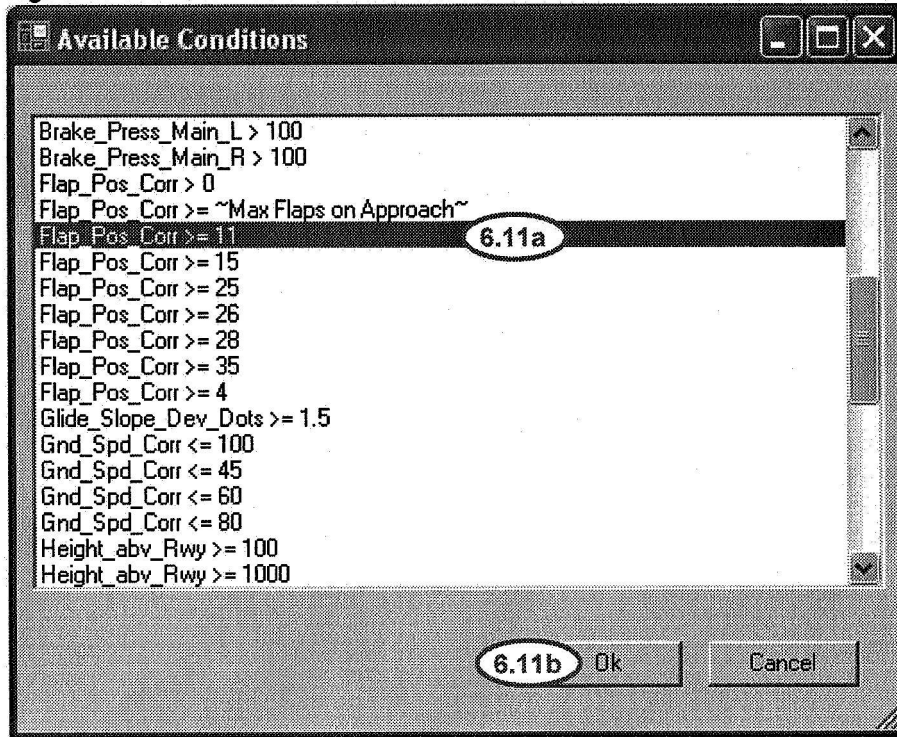 Available Conditions
Brake_Press_Main_L > 100
Brake_Press_Main_R > 100
Flap_Pos_Corr > 0
Flap_Pos_Corr >= ~Max Flaps on Approach~
Flap_Pos_Corr >= 11
6.11a
Flap_Pos_Corr >= 15
Flap_Pos_Corr >= 25
Flap_Pos_Corr >= 26
Flap_Pos_Corr >= 28
Flap_Pos_Corr >= 35
Flap_Pos_Corr >= 4
Glide_Slope_Dev_Dots >= 1.5
Gnd_Spd_Corr <= 100
Gnd_Spd_Corr <= 45
Gnd_Spd_Corr <= 60
Gnd_Spd_Corr <= 80
Height_abv_Rwy >= 100
Height_abv_Rwy >= 1000
6.11b
Ok
Cancel